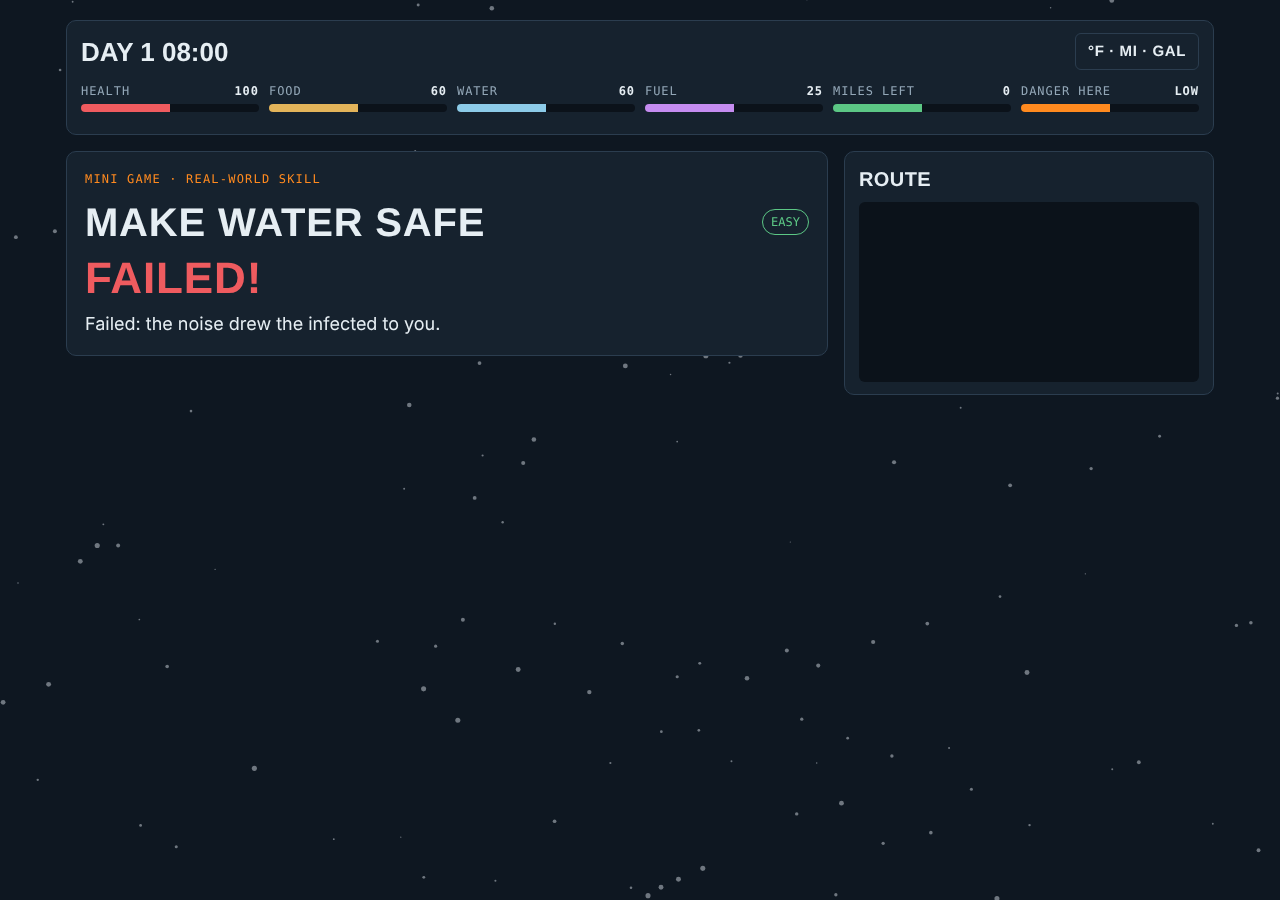 DAY 1 08:00
°F · MI · GAL
HEALTH 100
FOOD 60
WATER 60
FUEL 25
MILES LEFT 0
DANGER HERE LOW
MINI GAME · REAL-WORLD SKILL
MAKE WATER SAFE
EASY
FAILED!
Failed: the noise drew the infected to you.
ROUTE